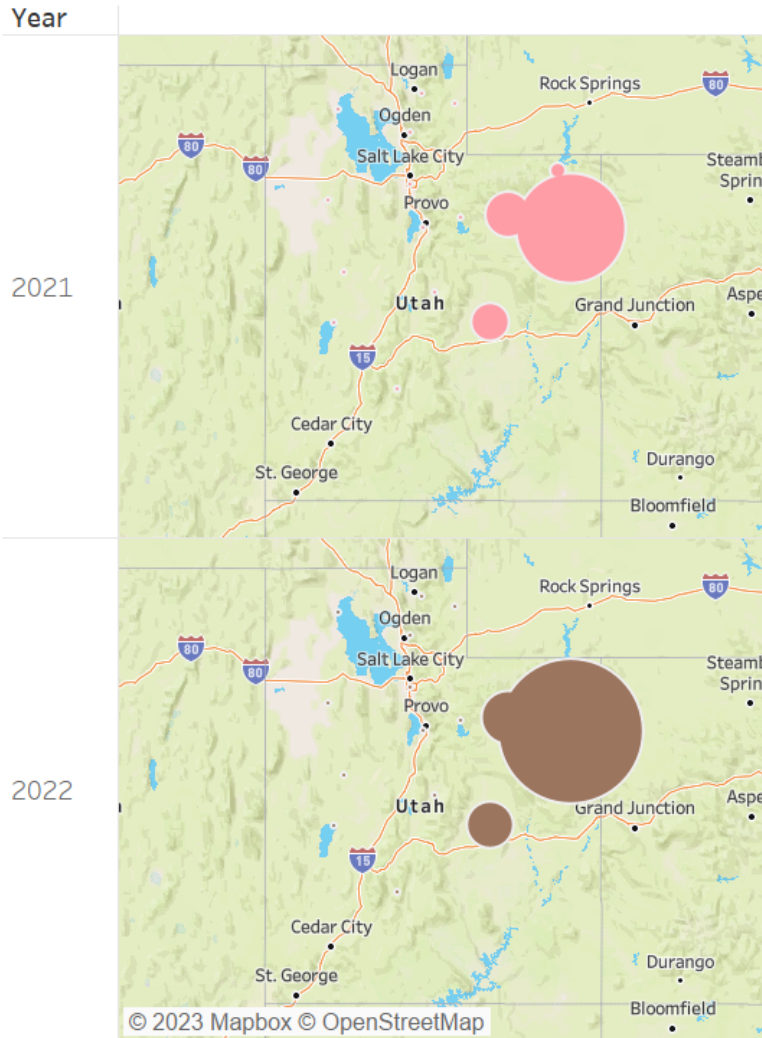 Year
2021
Logan
Rock Springs
80
Ogden
80
Salt Lake City
80
Steamb
Sprin
Provo
Utah
Grand Junction
Aspe
15
Cedar City
Durango
St. George
Bloomfield
2022
Logan
Rock Springs
80
Ogden
80
Salt Lake City
80
Steamb
Sprin
Provo
Utah
Grand Junction
Aspe
15
Cedar City
Durango
St. George
Bloomfield
© 2023 Mapbox © OpenStreetMap